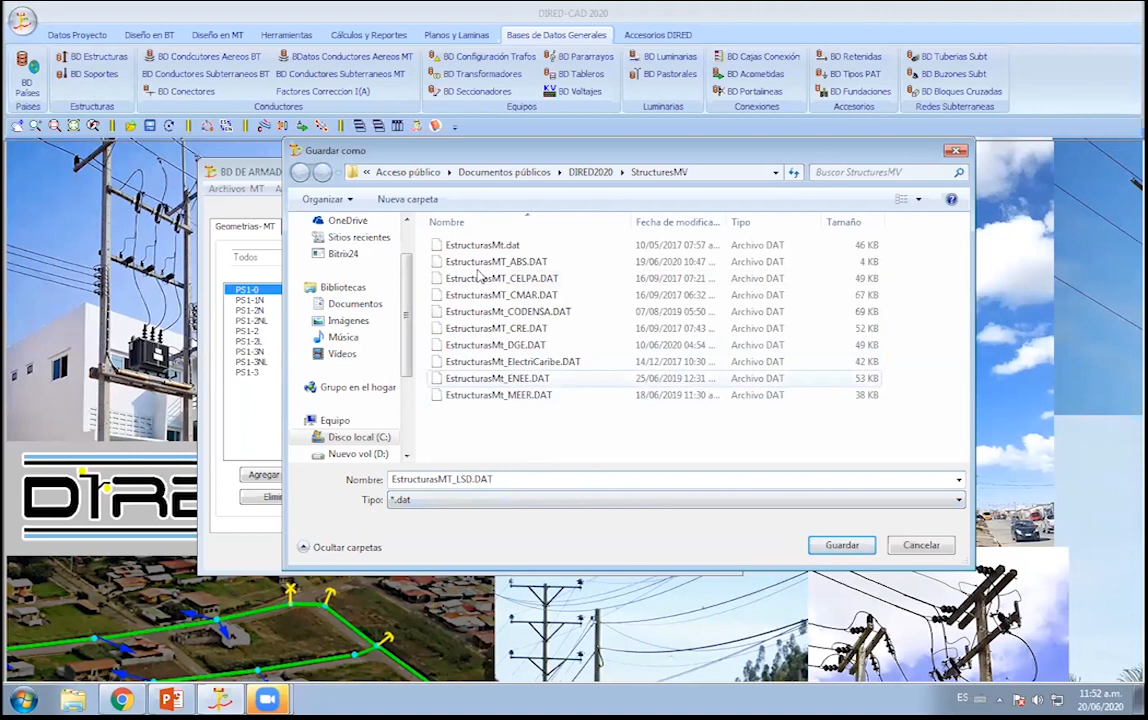 DIRED-CAD 2020
Datos Proyecto Diseño en BT Diseño en MT Herramientas Cálculos y Reportes Planos y Laminas Bases de Datos Generales Accesorios DIRED
BD Estructuras BD Condcutores Aereos BT BDatos Conductores Aereos MT BD Configuración Trafos BD Pararrayos BD Luminarias BD Cajas Conexión BD Retenidas BD Tuberias Subt
BD Países BD Soportes BD Conductores Subterraneos BT BD Conductores Subterraneos MT BD Transformadores BD Tableros BD Pastorales BD Acometidas BD Tipos PAT BD Buzones Subt
BD Conectores Factores Correccion I(A) BD Seccionadores KV BD Voltajes BD Portalineas BD Fundaciones BD Bloques Cruzadas
Paises Estructuras Conductores Equipos Luminarias Conexiones Accesorios Redes Subterraneas
BD DE ARMAD
Archivos MT A
Geometrias- MT
Todos
PS1-0
PS1-1N
PS1-2N
PS1-2NL
PS1-2
PS1-2L
PS1-3N
PS1-3NL
PS1-3
Agregar
Elimi
Guardar como
« Acceso público Documentos públicos DIRED2020 StructuresMV Buscar StructuresMV
Organizar Nueva carpeta
OneDrive
Sitios recientes
Bitrix24
Bibliotecas
Documentos
Imágenes
Música
Vídeos
Grupo en el hogar
Equipo
Disco local (C:)
Nuevo vol (D:)
Nombre Fecha de modifica... Tipo Tamaño
EstructurasMt.dat 10/05/2017 07:57 a... Archivo DAT 46 KB
EstructurasMT_ABS.DAT 19/06/2020 10:47 ... Archivo DAT 4 KB
EstructurasMT_CELPA.DAT 16/09/2017 07:21 ... Archivo DAT 49 KB
EstructurasMT_CMAR.DAT 16/09/2017 06:32 ... Archivo DAT 67 KB
EstructurasMt_CODENSA.DAT 07/08/2019 05:50 ... Archivo DAT 69 KB
EstructurasMT_CRE.DAT 16/09/2017 07:43 ... Archivo DAT 52 KB
EstructurasMt_DGE.DAT 10/06/2020 04:54 ... Archivo DAT 49 KB
EstructurasMt_ElectriCaribe.DAT 14/12/2017 10:30 ... Archivo DAT 42 KB
EstructurasMt_ENEE.DAT 25/06/2019 12:31 ... Archivo DAT 53 KB
EstructurasMt_MEER.DAT 18/06/2019 11:30 a... Archivo DAT 38 KB
Nombre: EstructurasMT_LSD.DAT
Tipo: *.dat
Ocultar carpetas Guardar Cancelar
DIRE
ES 11:52 a.m.
20/06/2020